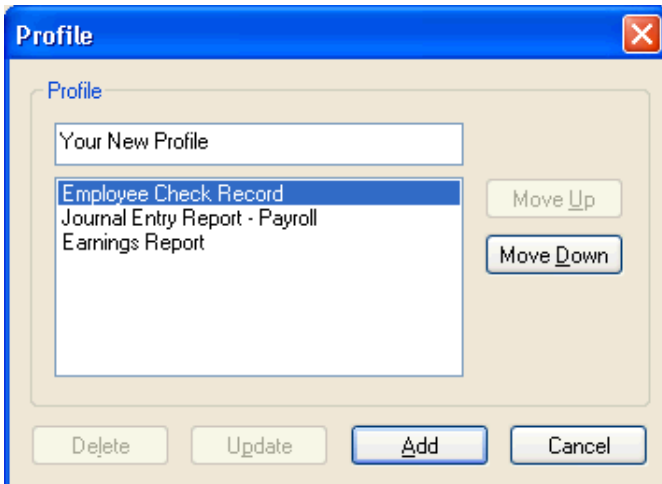 Profile
Profile
Your New Profile
Employee Check Record
Journal Entry Report - Payroll
Earnings Report
Move Up
Move Down
Delete
Update
Add
Cancel